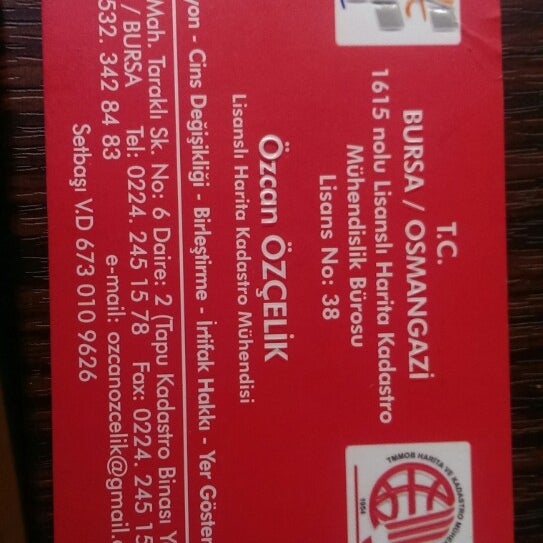 T.C.
BURSA / OSMANGAZİ
1615 nolu Lisanslı Harita Kadastro
Mühendislik Bürosu
Lisans No: 38
TMMOB HARITA VE KADASTRO
1954
Özcan ÖZÇELİK
Lisanslı Harita Kadastro Mühendisi
yon - Cins Değişikliği - Birleştirme - İrtifak Hakkı - Yer Göster
Mah. Taraklı Sk. No: 6 Daire: 2 (Tapu Kadastro Binası Y
/ BURSA Tel: 0224. 245 15 78 Fax: 0224. 245 15
532. 342 84 83 e-mail: ozcanozcelik@gmail.
Setbaşı V.D 673 010 9626